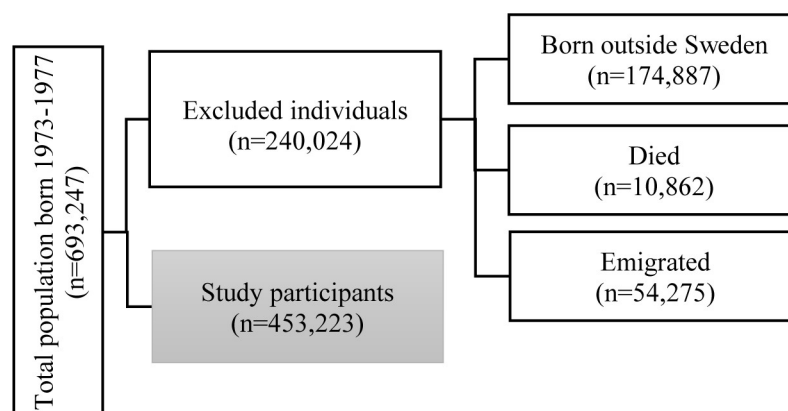 Total population born 1973-1977
(n=693,247)
Excluded individuals
(n=240,024)
Study participants
(n=453,223)
Born outside Sweden
(n=174,887)
Died
(n=10,862)
Emigrated
(n=54,275)